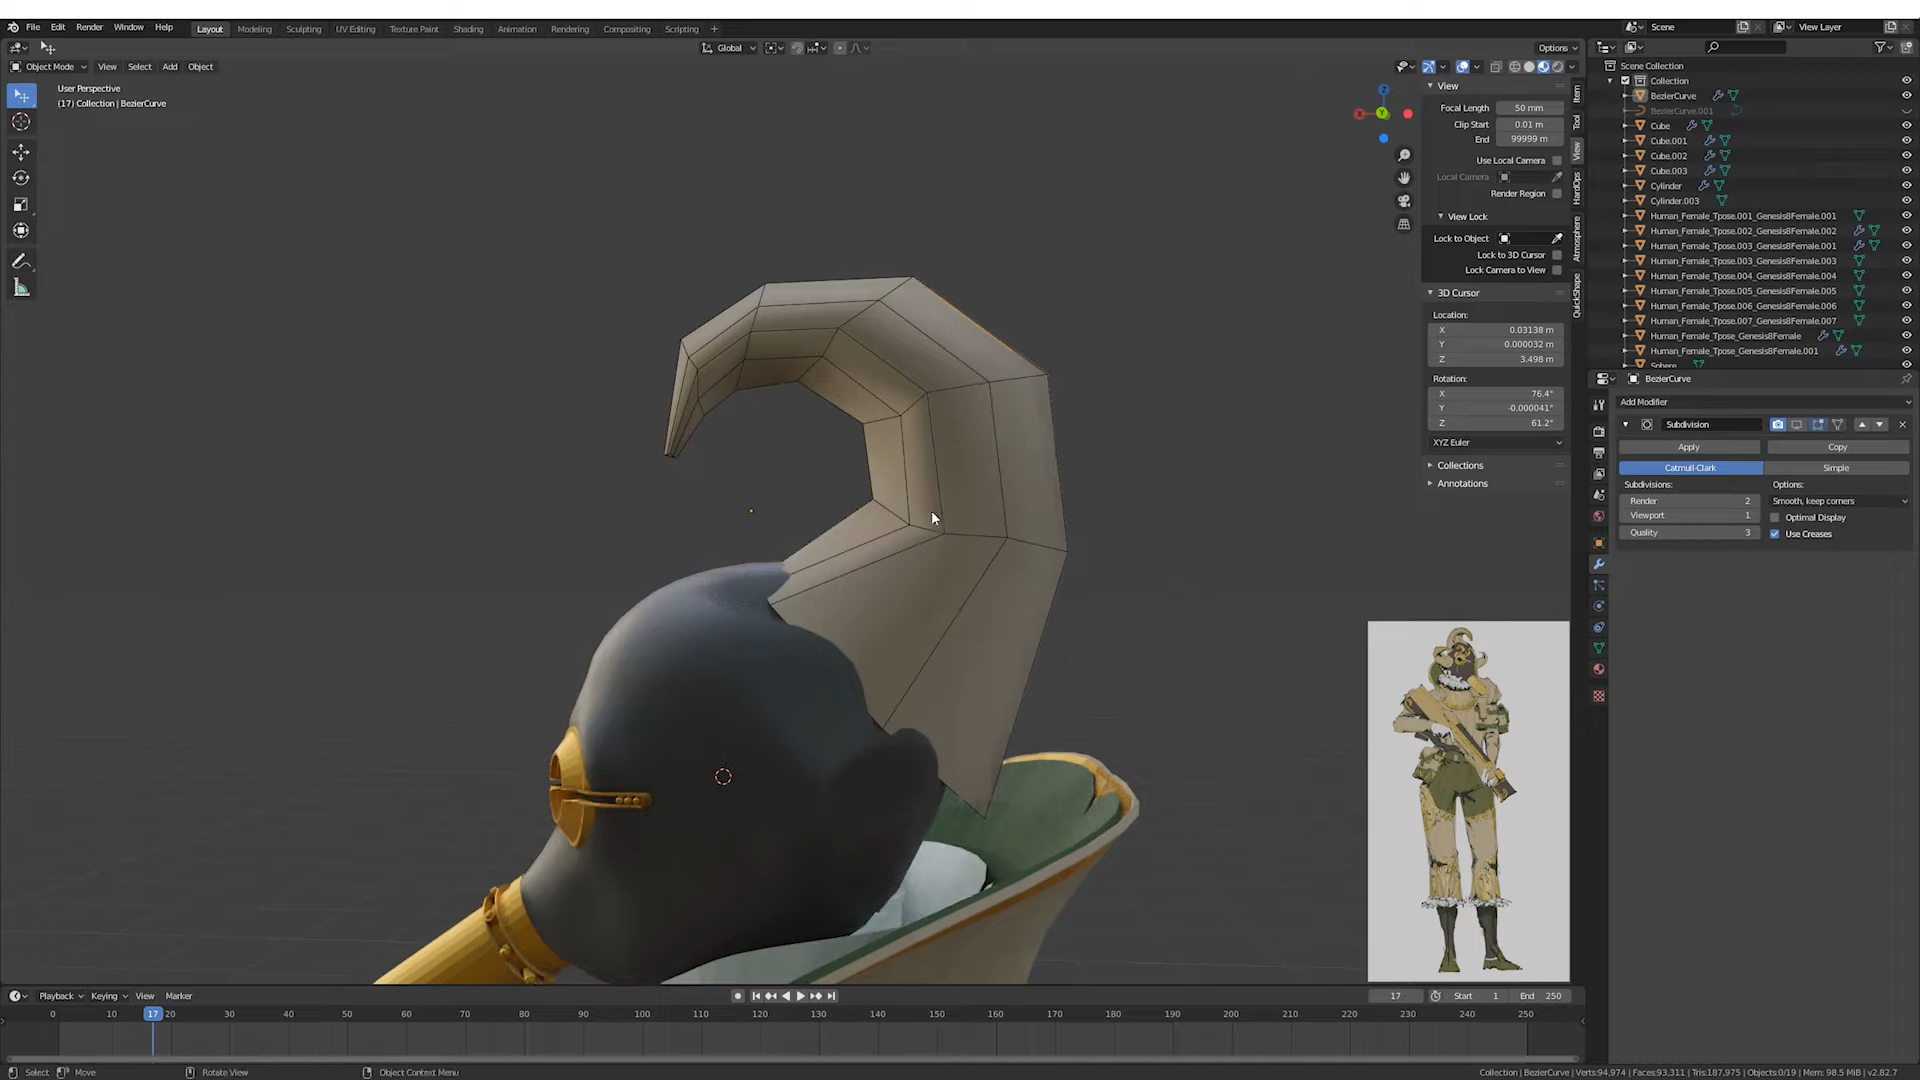 File Edit Render Window Help Layout Modeling Sculpting UV Editing Texture Paint Shading Animation Rendering Compositing Scripting + Scene View Layer
Global Options
Object Mode View Select Add Object
User Perspective
(17) Collection | BezierCurve
View
Focal Length 50 mm
Clip Start 0.01 m
End 99999 m
Use Local Camera
Local Camera
Render Region
View Lock
Lock to Object
Lock to 3D Cursor
Lock Camera to View
3D Cursor
Location:
X 0.03138 m
Y 0.000032 m
Z 3.498 m
Rotation:
X 76.4°
Y -0.000041°
Z 61.2°
XYZ Euler
Collections
Annotations
Item
Tool
View
HardOps
Atmosphere
QuickShape
X
Y
Z
Scene Collection
Collection
BezierCurve
BezierCurve.001
Cube
Cube.001
Cube.002
Cube.003
Cylinder
Cylinder.003
Human_Female_Tpose.001_Genesis8Female.001
Human_Female_Tpose.002_Genesis8Female.002
Human_Female_Tpose.003_Genesis8Female.001
Human_Female_Tpose.003_Genesis8Female.003
Human_Female_Tpose.004_Genesis8Female.004
Human_Female_Tpose.005_Genesis8Female.005
Human_Female_Tpose.006_Genesis8Female.006
Human_Female_Tpose.007_Genesis8Female.007
Human_Female_Tpose_Genesis8Female
Human_Female_Tpose_Genesis8Female.001
Sphere
BezierCurve
Add Modifier
Subdivision
Apply Copy
Catmull-Clark Simple
Subdivisions: Options:
Render 2 Smooth, keep corners
Viewport 1 Optimal Display
Quality 3 Use Creases
Playback Keying View Marker 17 Start 1 End 250
0 10 17 20 30 40 50 60 70 80 90 100 110 120 130 140 150 160 170 180 190 200 210 220 230 240 250
Select Move Rotate View Object Context Menu Collection | BezierCurve | Verts:94,974 | Faces:93,311 | Tris:187,975 | Objects:0/19 | Mem: 98.5 MiB | v2.82.7